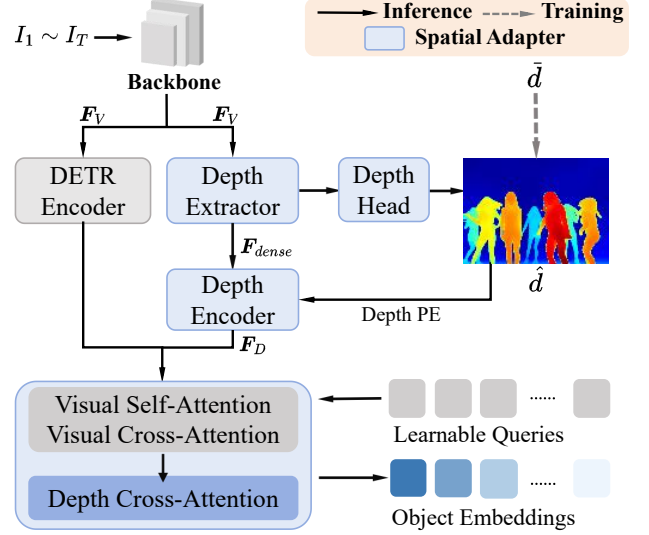 I_1 ~ I_T
Backbone
Inference
Training
Spatial Adapter
F_V
F_V
d̄
DETR
Encoder
Depth
Extractor
Depth
Head
F_dense
Depth
Encoder
Depth PE
d̂
F_D
Visual Self-Attention
Visual Cross-Attention
Depth Cross-Attention
......
Learnable Queries
......
Object Embeddings